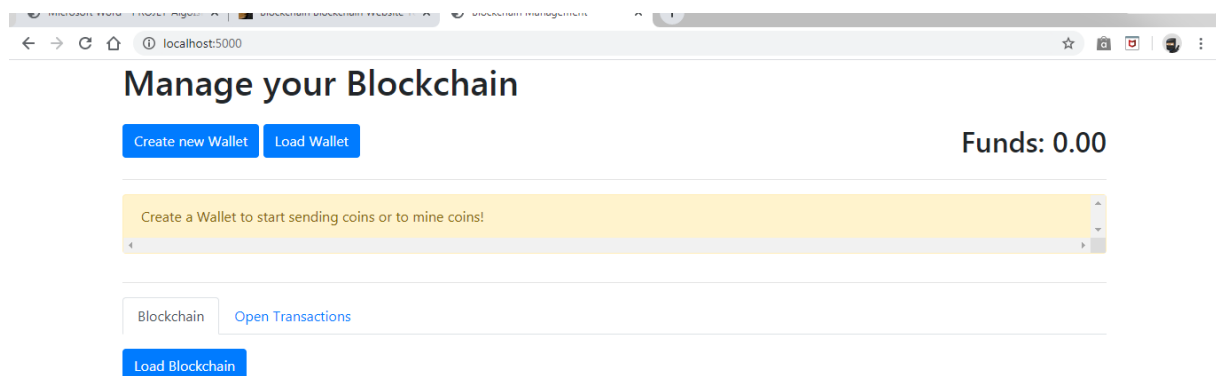 localhost:5000
Manage your Blockchain
Create new Wallet Load Wallet Funds: 0.00
Create a Wallet to start sending coins or to mine coins!
Blockchain Open Transactions
Load Blockchain